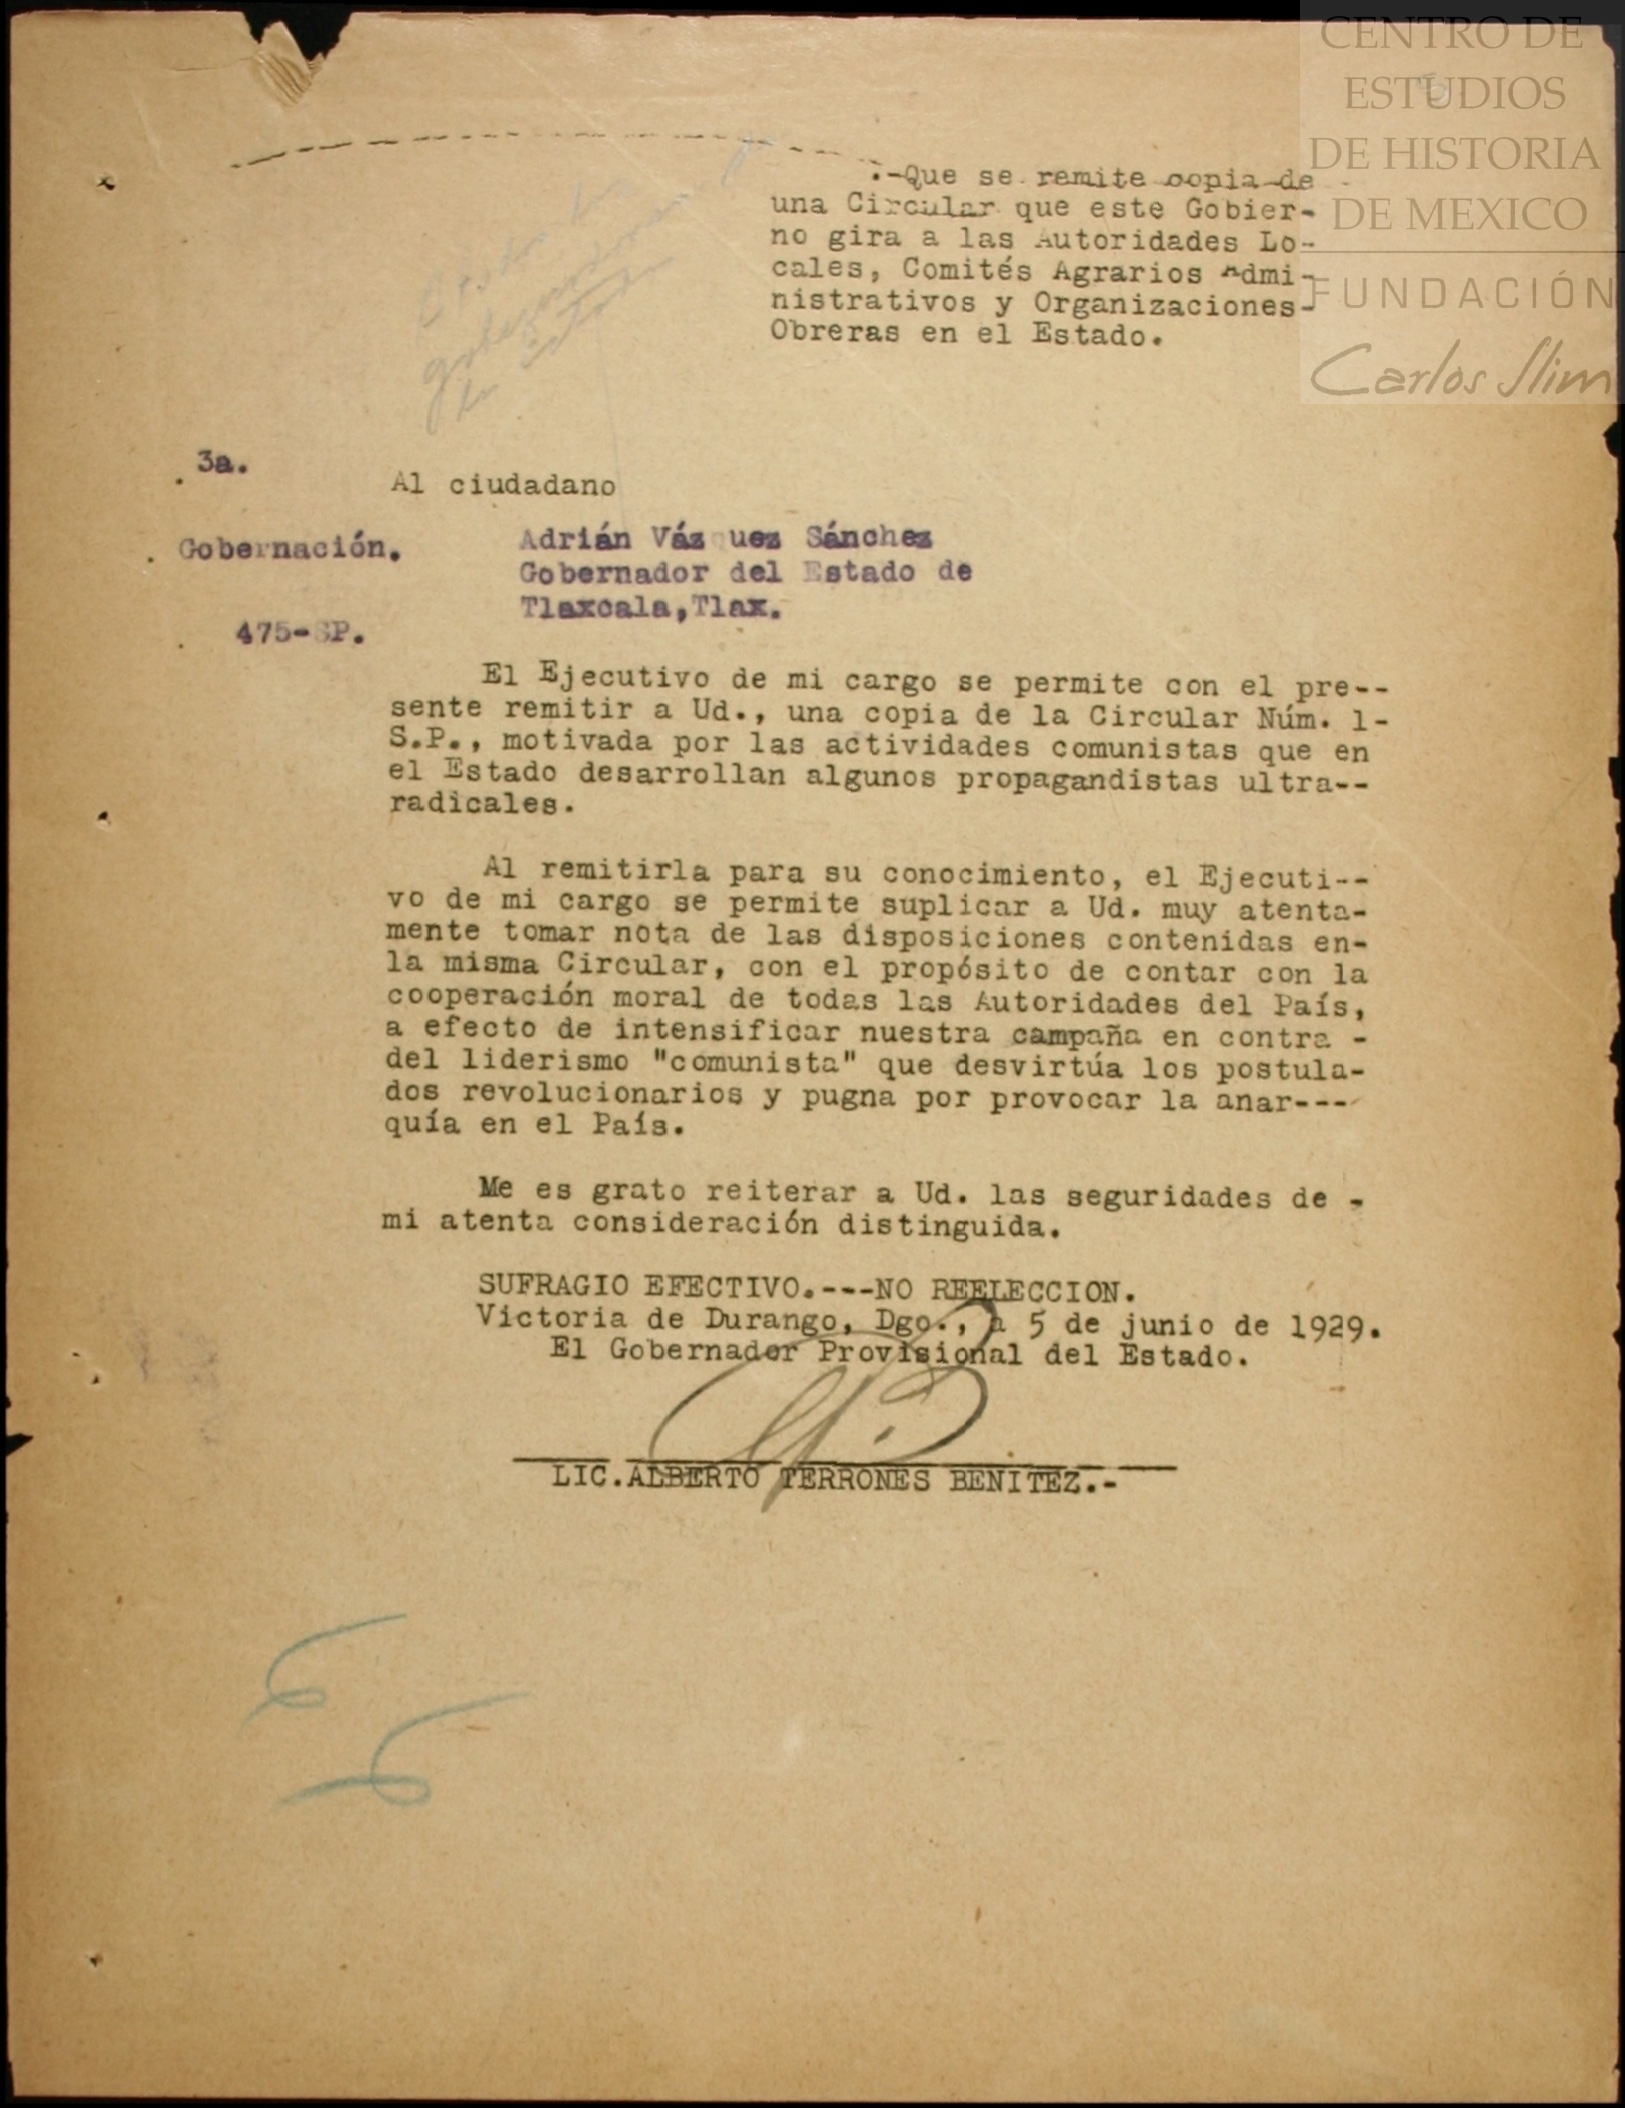 CENTRO DE
ESTUDIOS
DE HISTORIA
DE MEXICO
FUNDACIÓN
Carlos Slim
.-Que se remite copia de
una Circular que este Gobier-
no gira a las Autoridades Lo-
cales, Comités Agrarios Admi-
nistrativos y Organizaciones-
Obreras en el Estado.
3a.
Al ciudadano
Gobernación.
Adrián Vázquez Sánchez
Gobernador del Estado de
Tlaxcala,Tlax.
475-SP.
El Ejecutivo de mi cargo se permite con el pre--
sente remitir a Ud., una copia de la Circular Núm. 1-
S.P., motivada por las actividades comunistas que en
el Estado desarrollan algunos propagandistas ultra--
radicales.
Al remitirla para su conocimiento, el Ejecuti--
vo de mi cargo se permite suplicar a Ud. muy atenta-
mente tomar nota de las disposiciones contenidas en-
la misma Circular, con el propósito de contar con la
cooperación moral de todas las Autoridades del País,
a efecto de intensificar nuestra campaña en contra -
del liderismo "comunista" que desvirtúa los postula-
dos revolucionarios y pugna por provocar la anar---
quía en el País.
Me es grato reiterar a Ud. las seguridades de -
mi atenta consideración distinguida.
SUFRAGIO EFECTIVO.---NO REELECCION.
Victoria de Durango, Dgo., a 5 de junio de 1929.
El Gobernador Provisional del Estado.
LIC.ALBERTO TERRONES BENITEZ.-